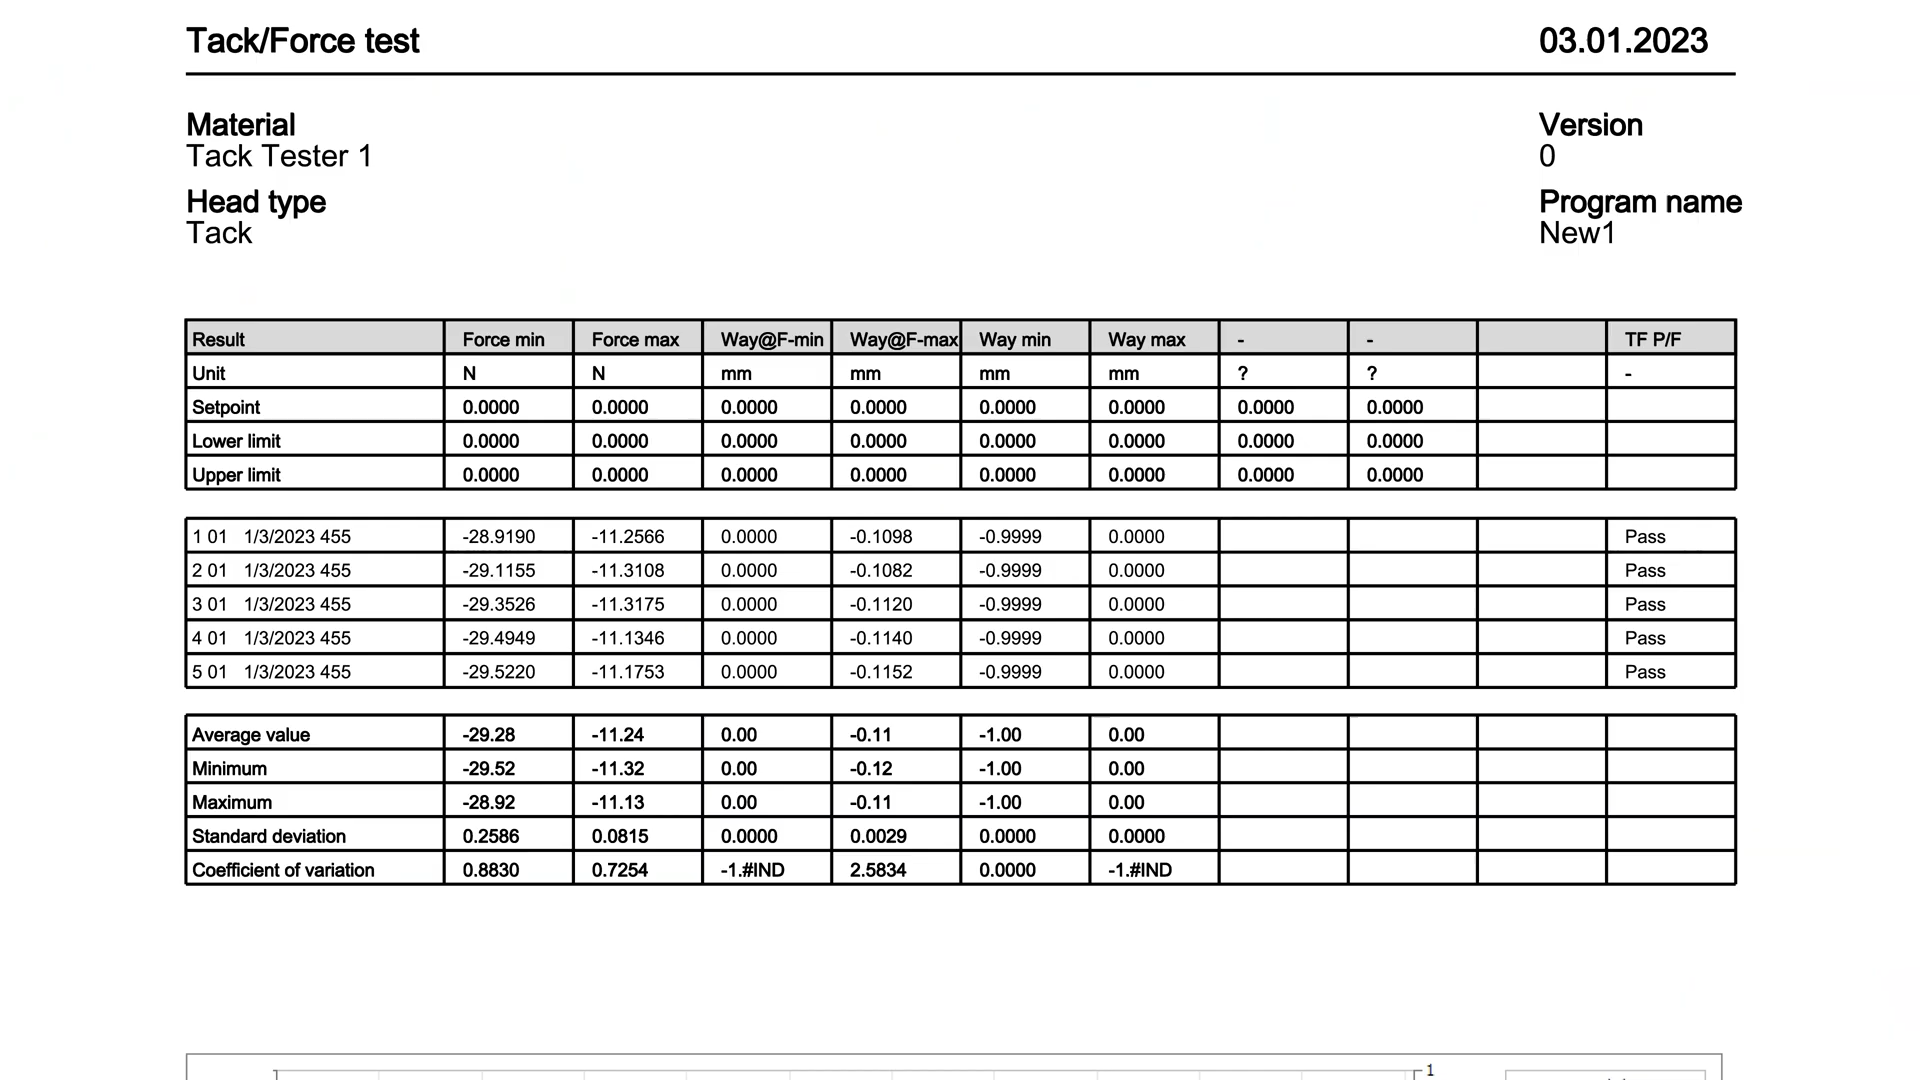 Tack/Force test 03.01.2023
Material Version
Tack Tester 1 0
Head type Program name
Tack New1
Result Force min Force max Way@F-min Way@F-max Way min Way max - - TF P/F
Unit N N mm mm mm mm ? ? -
Setpoint 0.0000 0.0000 0.0000 0.0000 0.0000 0.0000 0.0000 0.0000
Lower limit 0.0000 0.0000 0.0000 0.0000 0.0000 0.0000 0.0000 0.0000
Upper limit 0.0000 0.0000 0.0000 0.0000 0.0000 0.0000 0.0000 0.0000
1 01 1/3/2023 455 -28.9190 -11.2566 0.0000 -0.1098 -0.9999 0.0000 Pass
2 01 1/3/2023 455 -29.1155 -11.3108 0.0000 -0.1082 -0.9999 0.0000 Pass
3 01 1/3/2023 455 -29.3526 -11.3175 0.0000 -0.1120 -0.9999 0.0000 Pass
4 01 1/3/2023 455 -29.4949 -11.1346 0.0000 -0.1140 -0.9999 0.0000 Pass
5 01 1/3/2023 455 -29.5220 -11.1753 0.0000 -0.1152 -0.9999 0.0000 Pass
Average value -29.28 -11.24 0.00 -0.11 -1.00 0.00
Minimum -29.52 -11.32 0.00 -0.12 -1.00 0.00
Maximum -28.92 -11.13 0.00 -0.11 -1.00 0.00
Standard deviation 0.2586 0.0815 0.0000 0.0029 0.0000 0.0000
Coefficient of variation 0.8830 0.7254 -1.#IND 2.5834 0.0000 -1.#IND
1